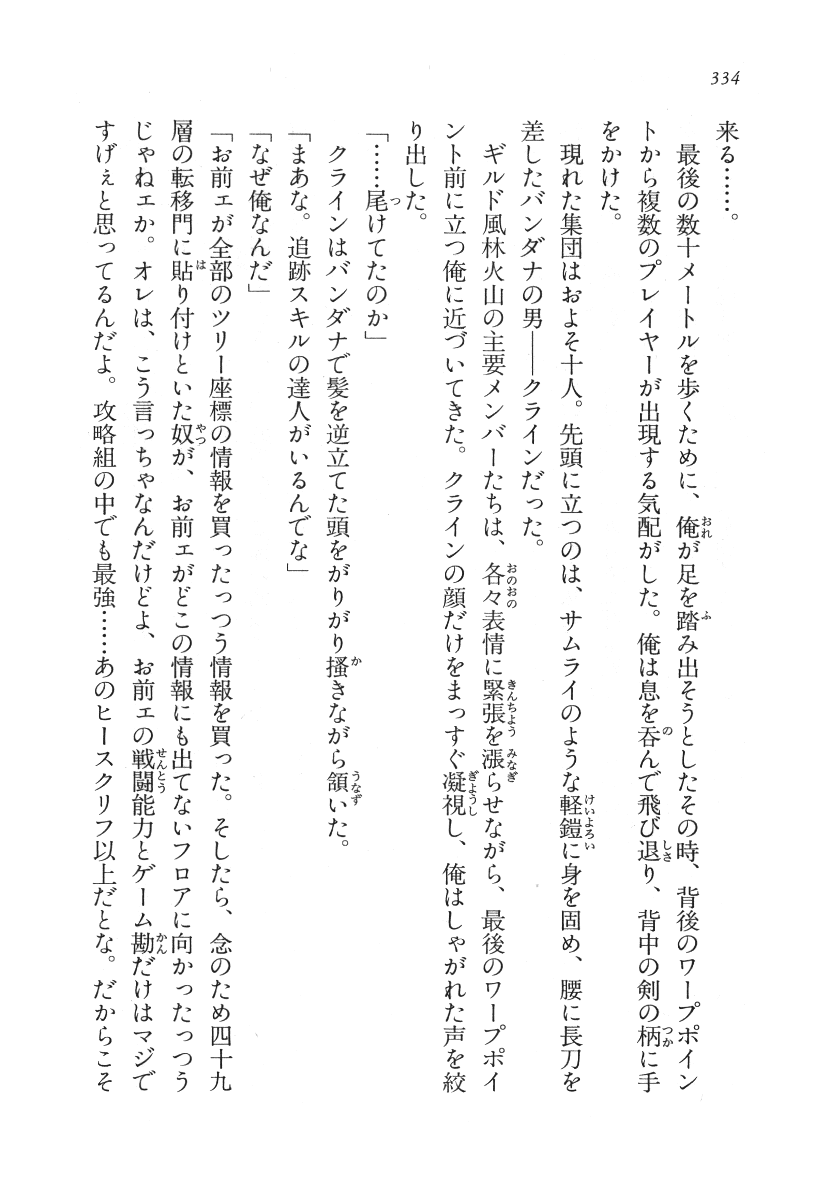 334
来る……。
　最後の数十メートルを歩くために、俺が足を踏み出そうとしたその時、背後のワープポイン
トから複数のプレイヤーが出現する気配がした。俺は息を呑んで飛び退り、背中の剣の柄に手
をかけた。
　現れた集団はおよそ十人。先頭に立つのは、サムライのような軽鎧に身を固め、腰に長刀を
差したバンダナの男――クラインだった。
　ギルド風林火山の主要メンバーたちは、各々表情に緊張を漲らせながら、最後のワープポイ
ント前に立つ俺に近づいてきた。クラインの顔だけをまっすぐ凝視し、俺はしゃがれた声を絞
り出した。
「……尾けてたのか」
　クラインはバンダナで髪を逆立てた頭をがりがり掻きながら頷いた。
「まあな。追跡スキルの達人がいるんでな」
「なぜ俺なんだ」
「お前ェが全部のツリー座標の情報を買ったっつう情報を買った。そしたら、念のため四十九
層の転移門に貼り付けといた奴が、お前ェがどこの情報にも出てないフロアに向かったっつう
じゃねェか。オレは、こう言っちゃなんだけどよ、お前ェの戦闘能力とゲーム勘だけはマジで
すげぇと思ってるんだよ。攻略組の中でも最強……あのヒースクリフ以上だとな。だからこそ